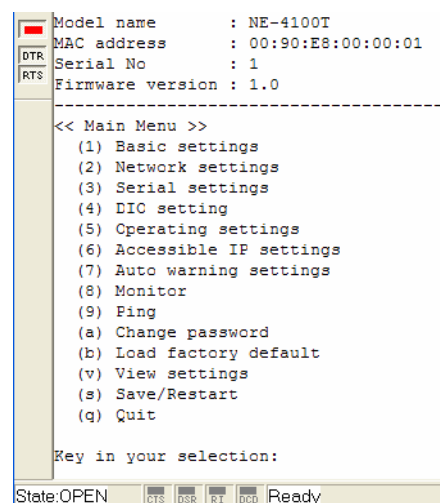 Model name : NE-4100T
MAC address : 00:90:E8:00:00:01
Serial No : 1
Firmware version : 1.0
----------------------------------------
<< Main Menu >>
(1) Basic settings
(2) Network settings
(3) Serial settings
(4) DIO setting
(5) Operating settings
(6) Accessible IP settings
(7) Auto warning settings
(8) Monitor
(9) Ping
(a) Change password
(b) Load factory default
(v) View settings
(s) Save/Restart
(q) Quit
Key in your selection:
DTR
RTS
State:OPEN CTS DSR RI DCD Ready